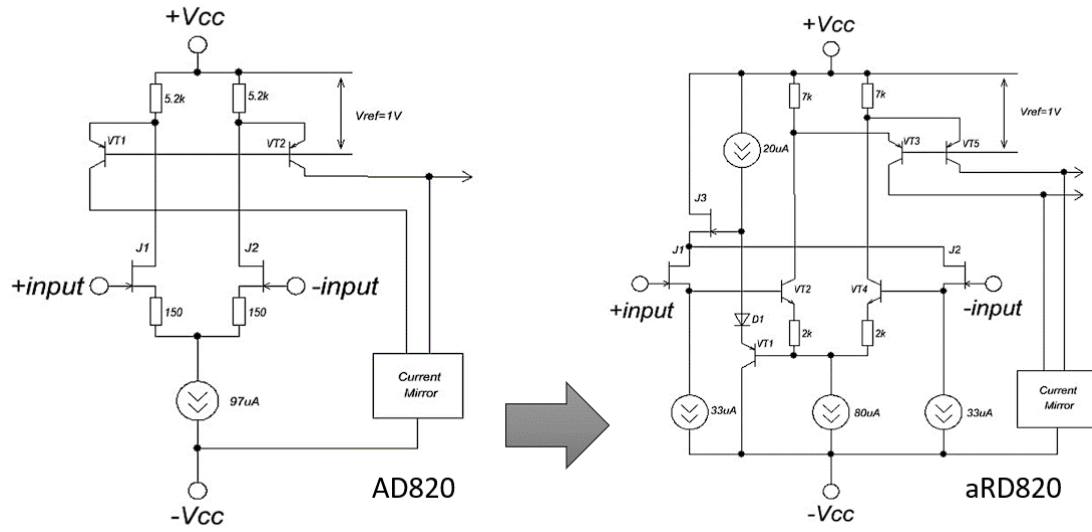 +Vcc
5.2k
5.2k
Vref=1V
VT1
VT2
J1
J2
+input
-input
150
150
97uA
Current
Mirror
-Vcc
AD820
+Vcc
7k
7k
Vref=1V
20uA
VT3
VT5
J3
J1
J2
+input
-input
VT2
VT4
D1
2k
2k
VT1
33uA
80uA
33uA
Current
Mirror
-Vcc
aRD820